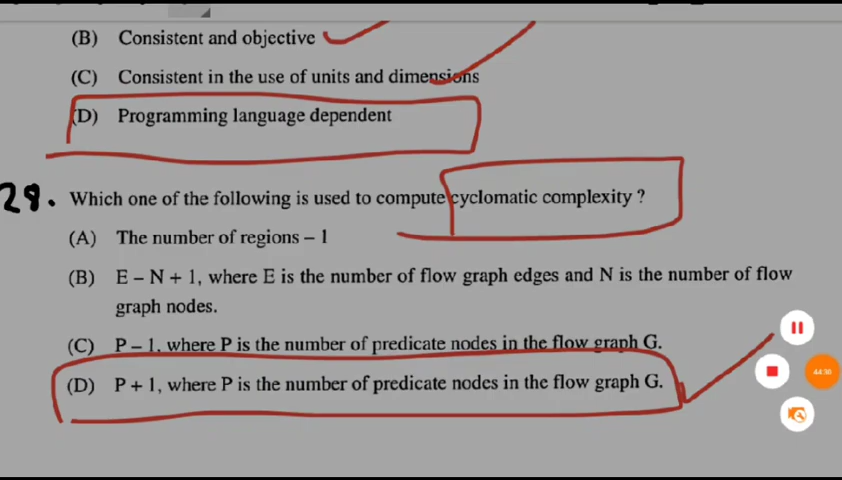 (B) Consistent and objective
(C) Consistent in the use of units and dimensions
(D) Programming language dependent
29. Which one of the following is used to compute cyclomatic complexity ?
(A) The number of regions – 1
(B) E – N + 1, where E is the number of flow graph edges and N is the number of flow
graph nodes.
(C) P – 1, where P is the number of predicate nodes in the flow graph G.
(D) P + 1, where P is the number of predicate nodes in the flow graph G.
44:30